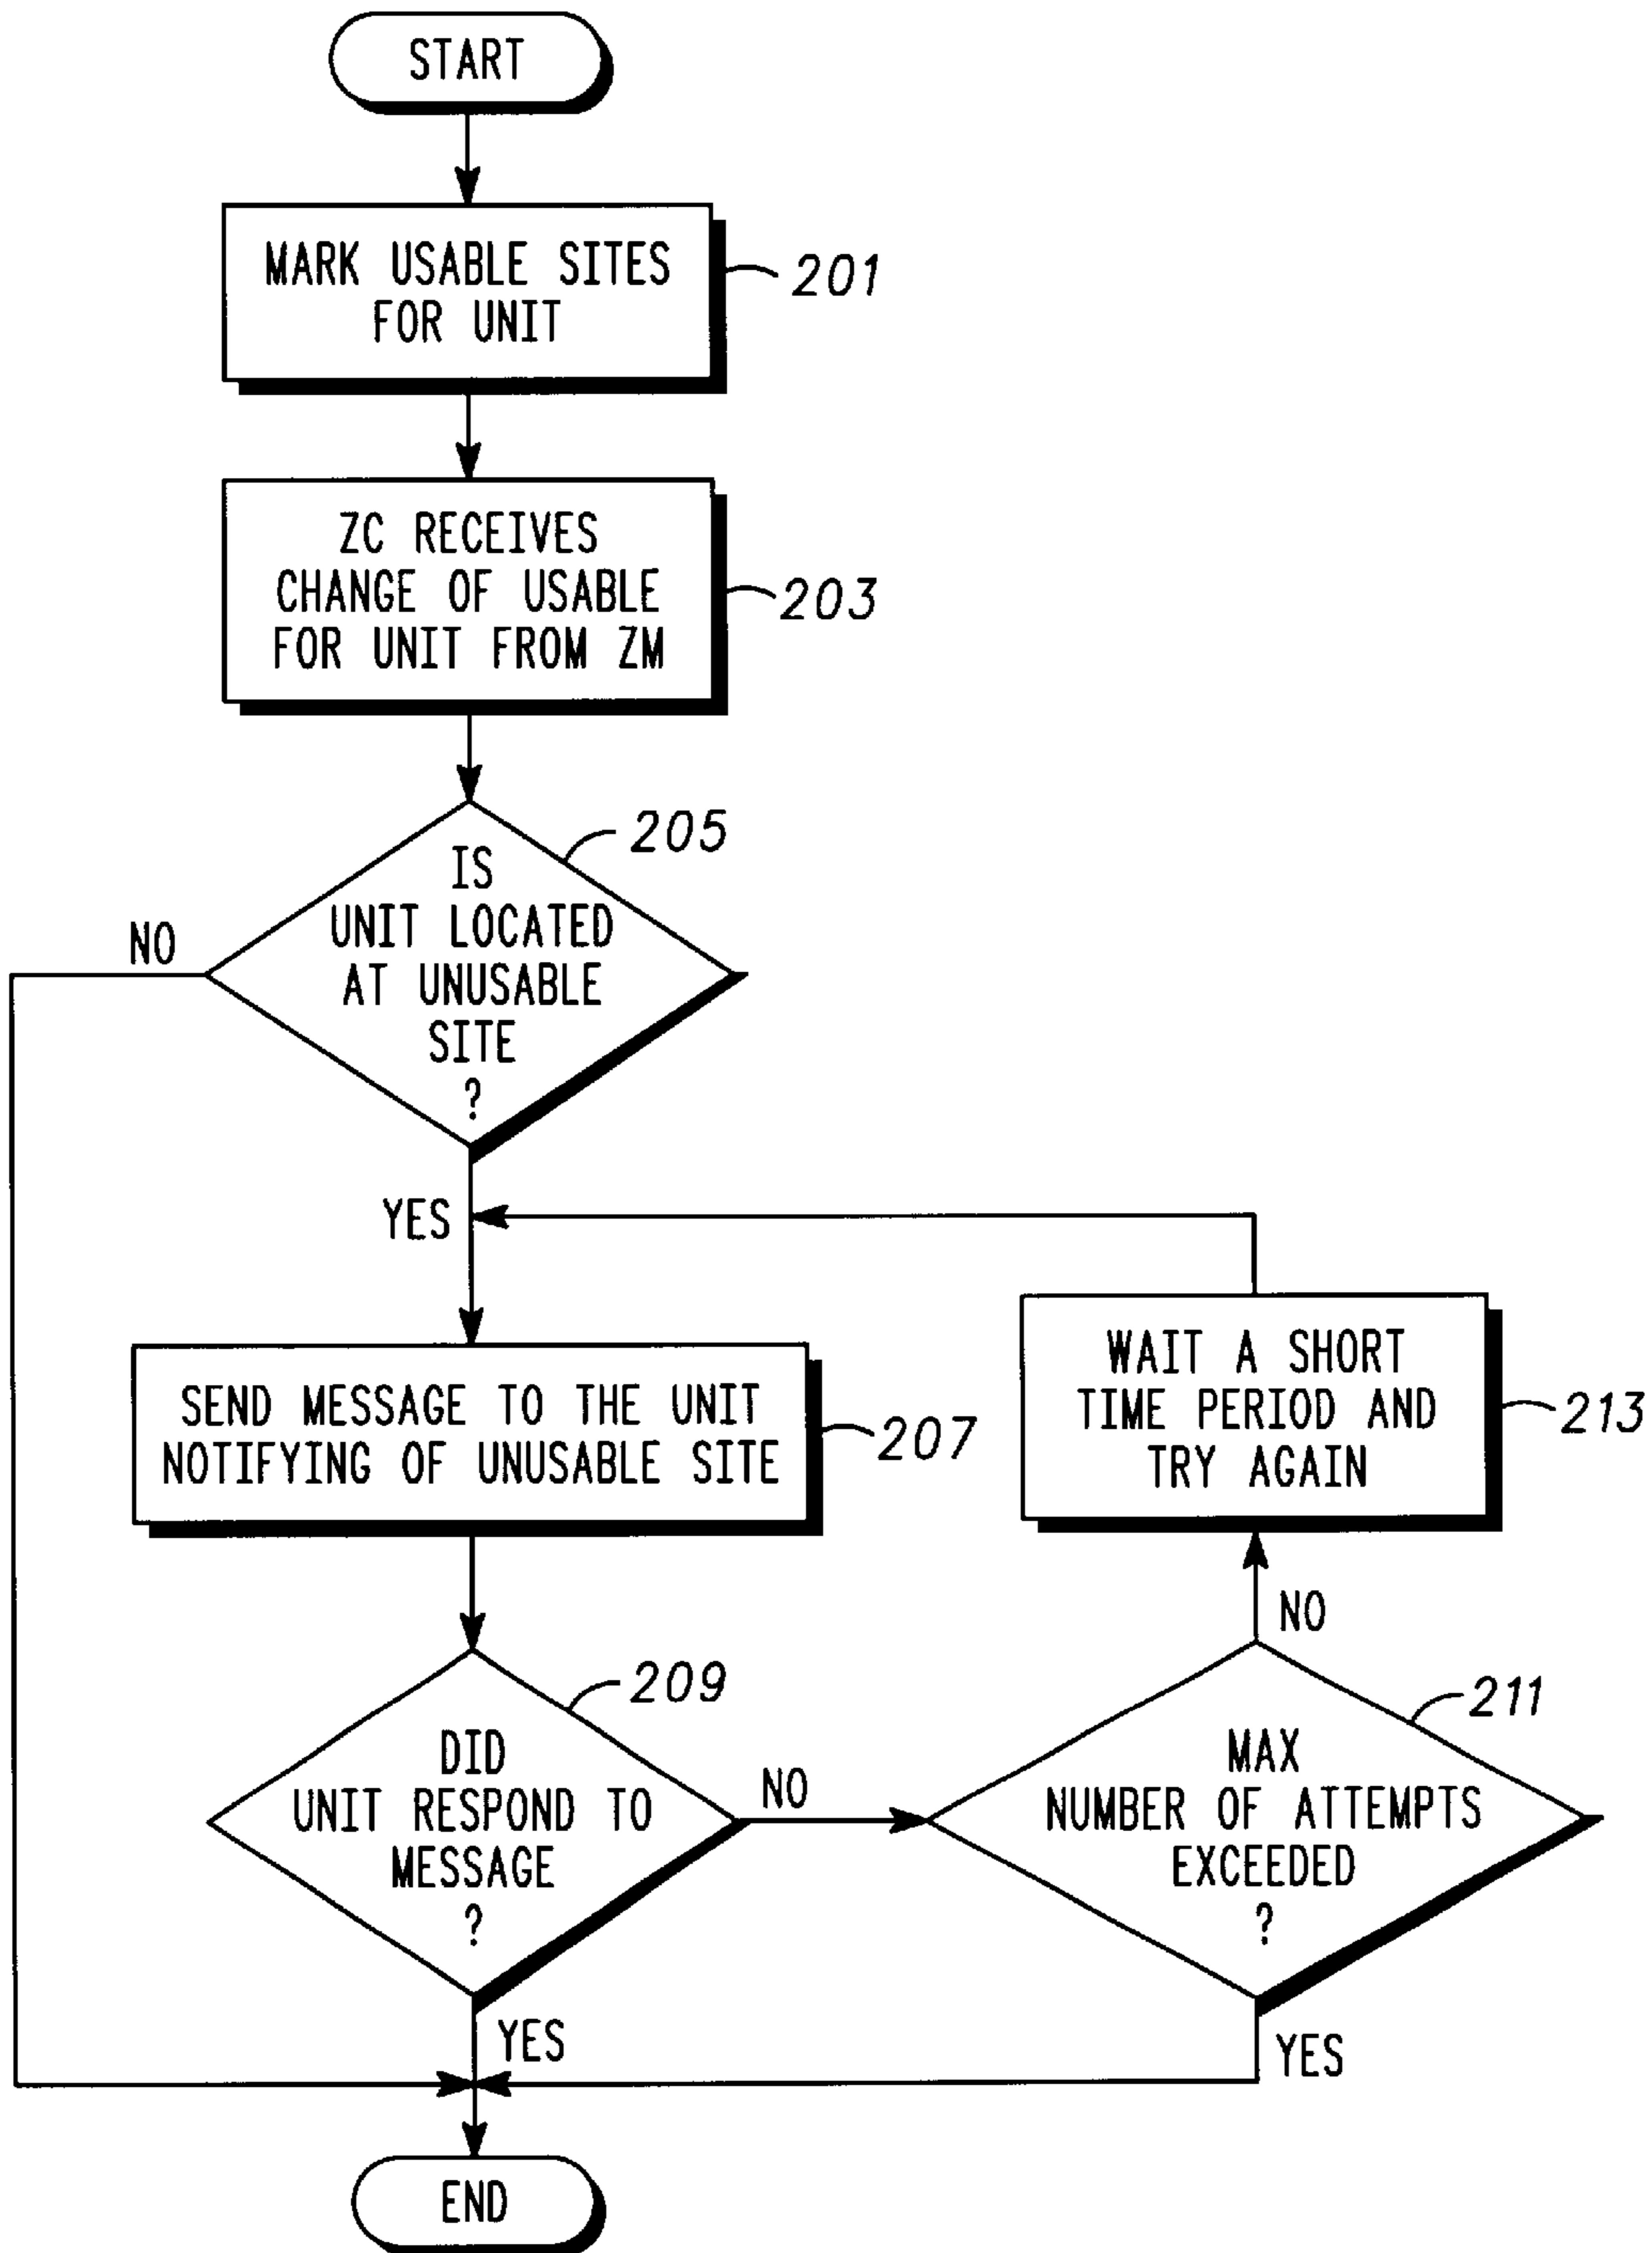 START
MARK USABLE SITES
FOR UNIT
201
ZC RECEIVES
CHANGE OF USABLE
FOR UNIT FROM ZM
203
205
IS
UNIT LOCATED
AT UNUSABLE
SITE
?
NO
YES
SEND MESSAGE TO THE UNIT
NOTIFYING OF UNUSABLE SITE
207
WAIT A SHORT
TIME PERIOD AND
TRY AGAIN
213
NO
209
DID
UNIT RESPOND TO
MESSAGE
?
NO
211
MAX
NUMBER OF ATTEMPTS
EXCEEDED
?
YES
YES
END